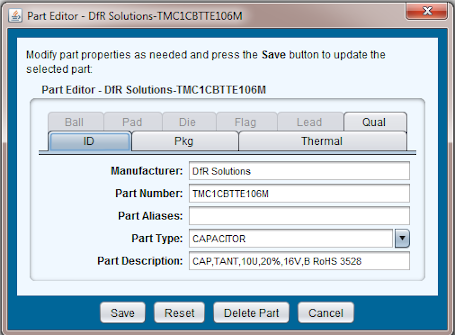 Part Editor - DfR Solutions-TMC1CBTTE106M
Modify part properties as needed and press the Save button to update the
selected part:
Part Editor - DfR Solutions-TMC1CBTTE106M
Ball Pad Die Flag Lead Qual
ID Pkg Thermal
Manufacturer: DfR Solutions
Part Number: TMC1CBTTE106M
Part Aliases:
Part Type: CAPACITOR
Part Description: CAP,TANT,10U,20%,16V,B RoHS 3528
Save Reset Delete Part Cancel